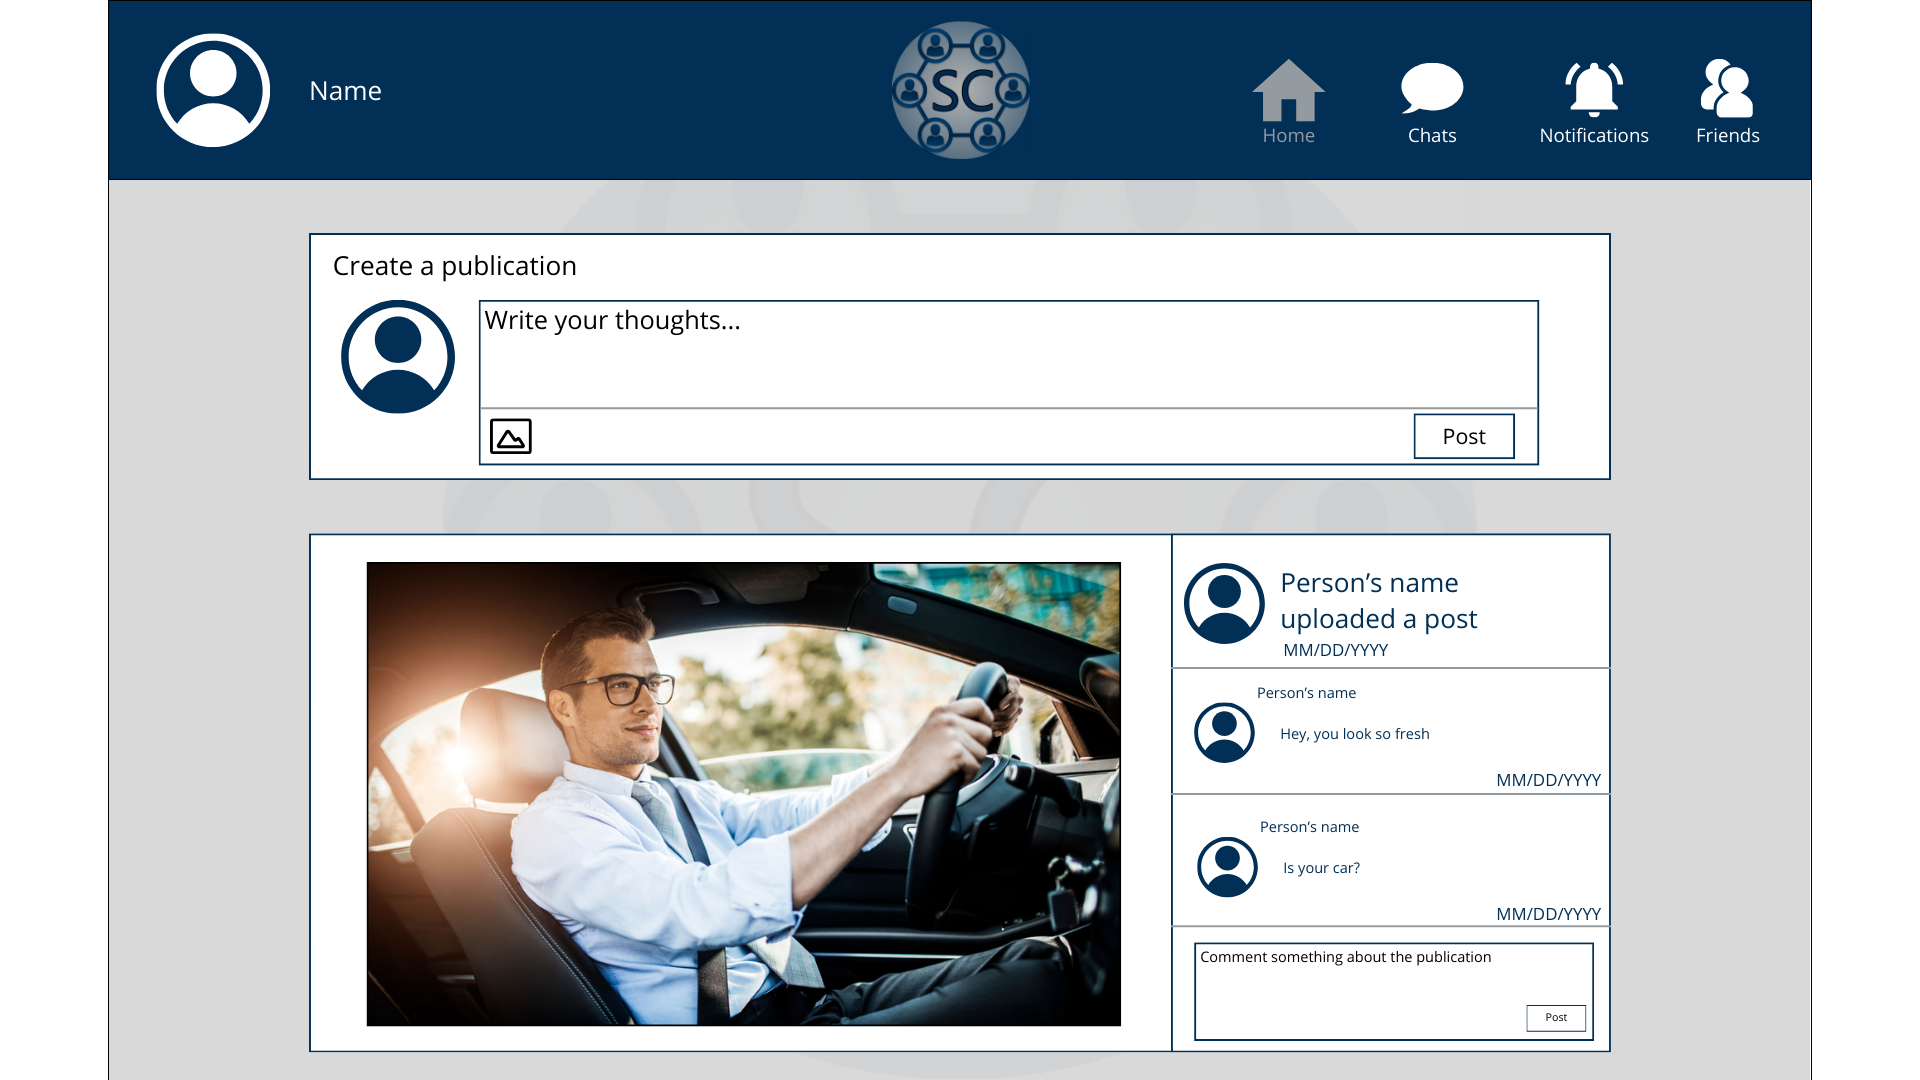 Name
SC
Home
Chats
Notifications
Friends
Create a publication
Write your thoughts...
Post
Person's name
uploaded a post
MM/DD/YYYY
Person's name
Hey, you look so fresh
MM/DD/YYYY
Person's name
Is your car?
MM/DD/YYYY
Comment something about the publication
Post